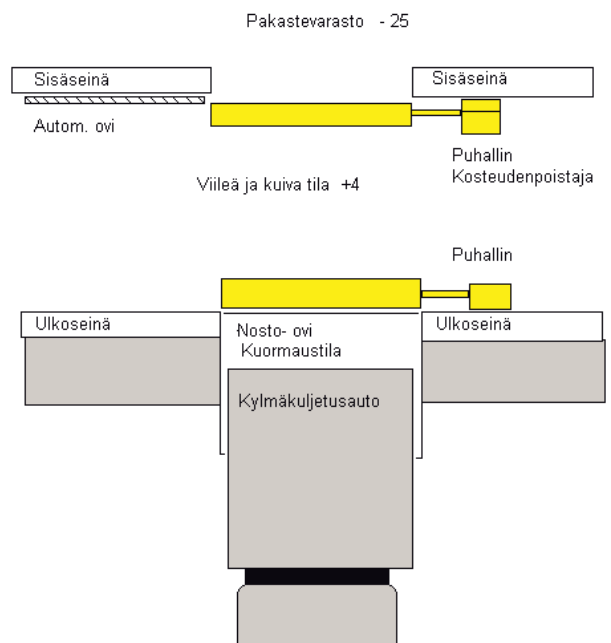 Pakastevarasto - 25
Sisäseinä
Sisäseinä
Autom. ovi
Puhallin
Kosteudenpoistaja
Viileä ja kuiva tila +4
Puhallin
Ulkoseinä
Nosto- ovi
Kuormaustila
Ulkoseinä
Kylmäkuljetusauto